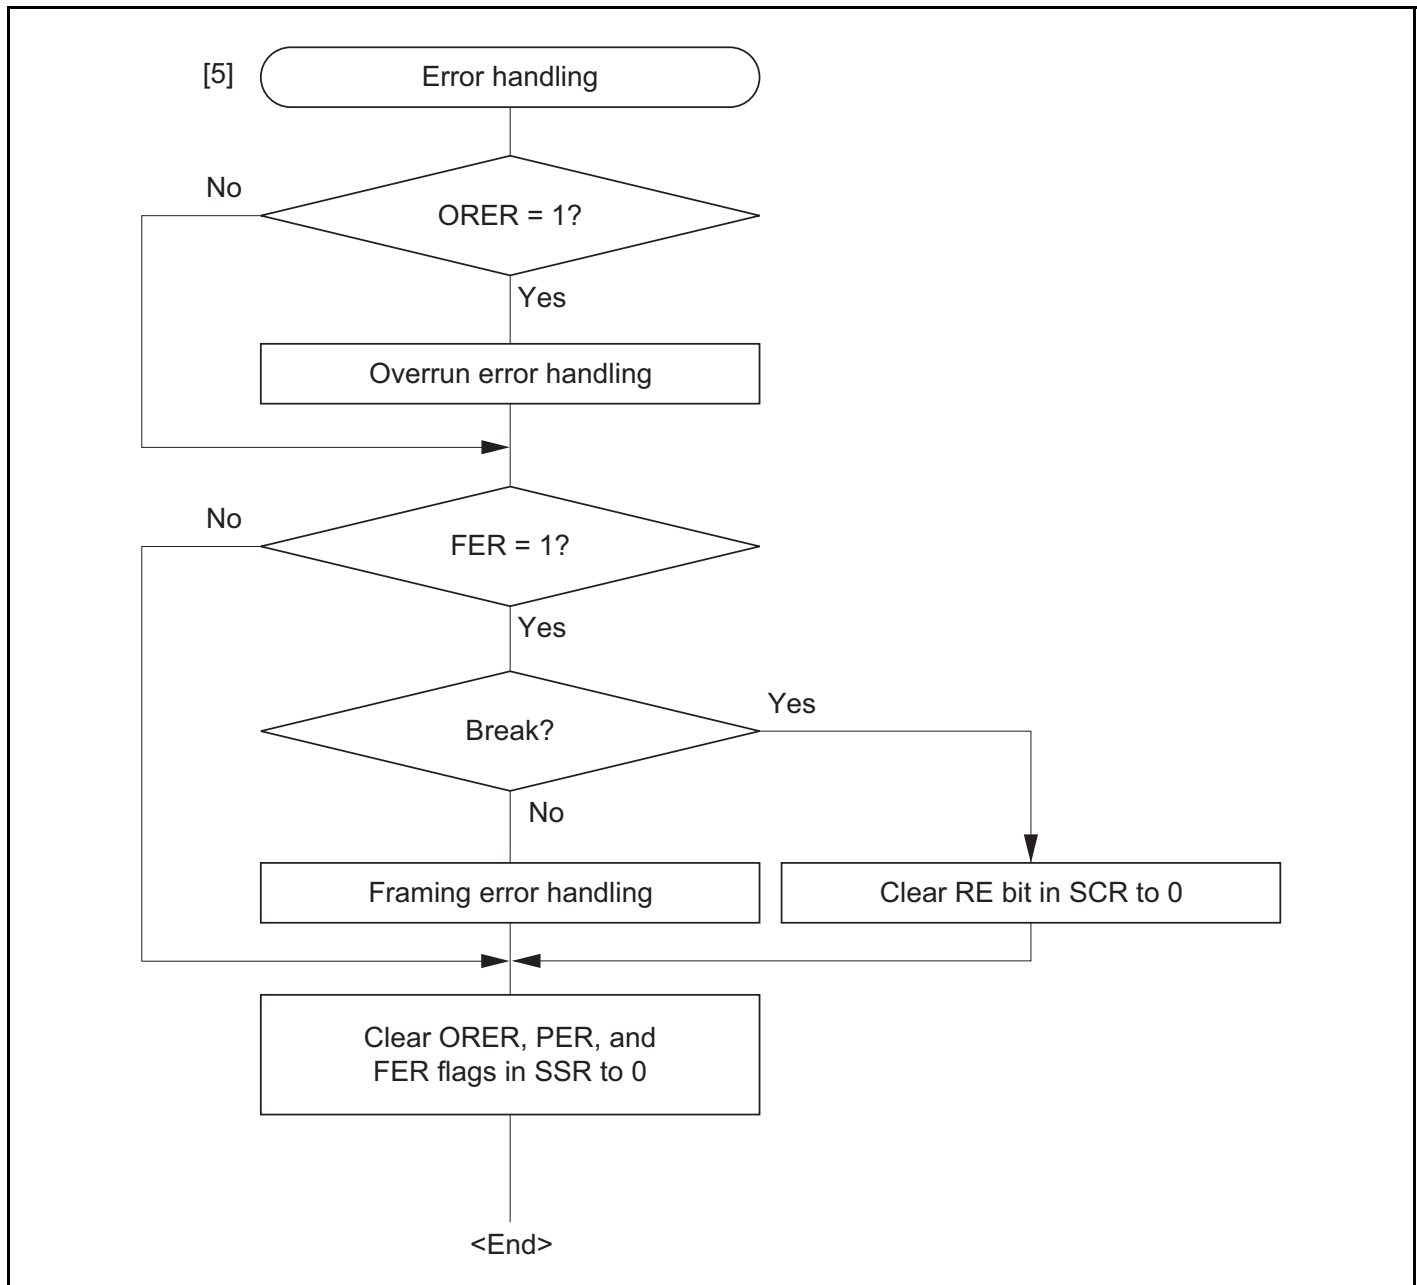 [5]
Error handling
No
ORER = 1?
Yes
Overrun error handling
No
FER = 1?
Yes
Break?
Yes
No
Framing error handling
Clear RE bit in SCR to 0
Clear ORER, PER, and
FER flags in SSR to 0
<End>